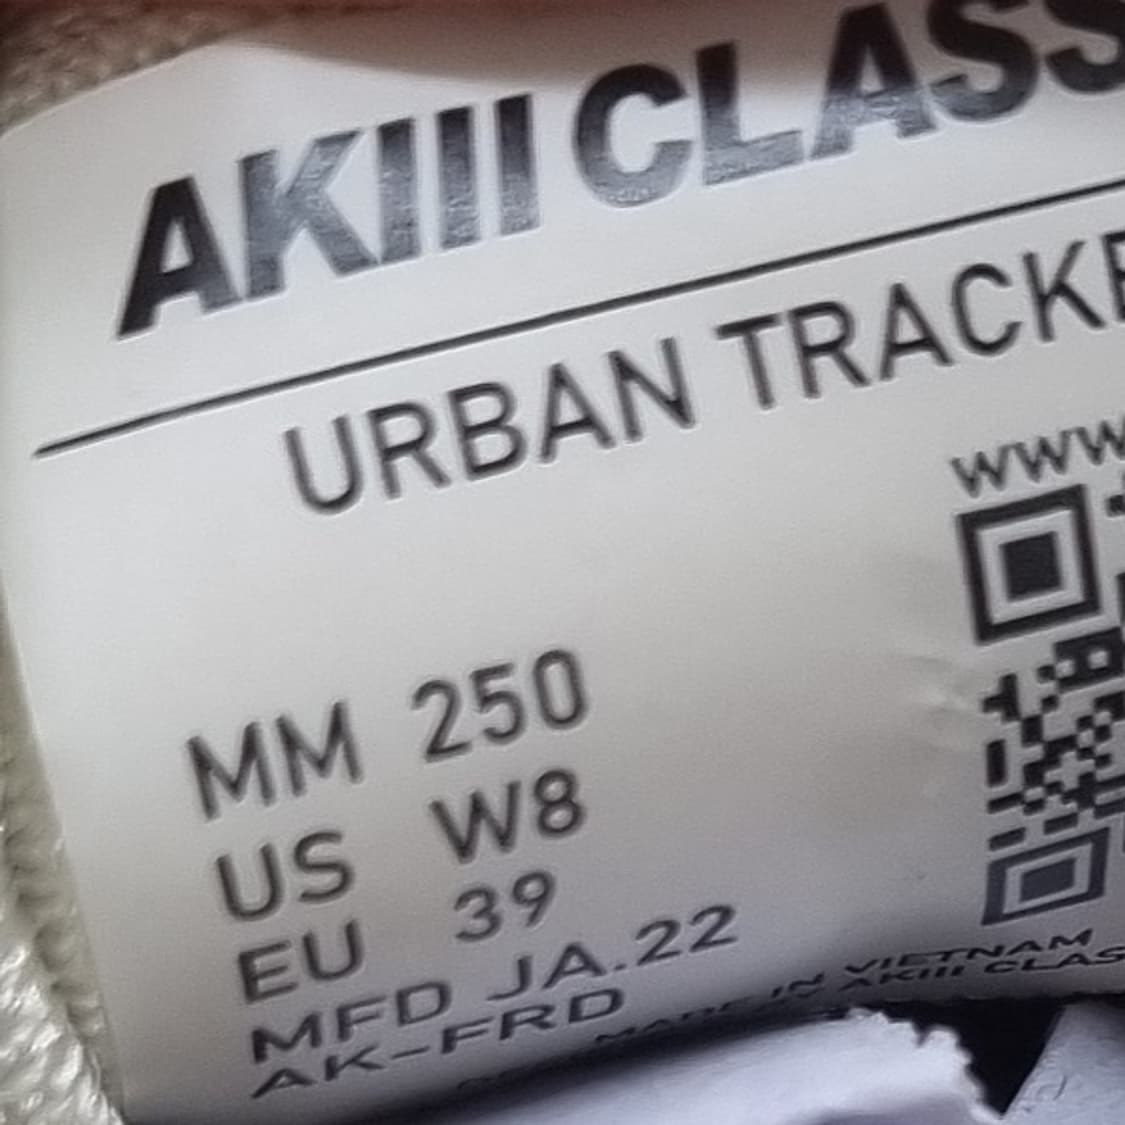 AKIII CLASS
URBAN TRACKE
WWW
MM 250
US W8
EU 39
MFD JA.22
AK-FRD
MADE IN VIETNAM
AKIII CLAS